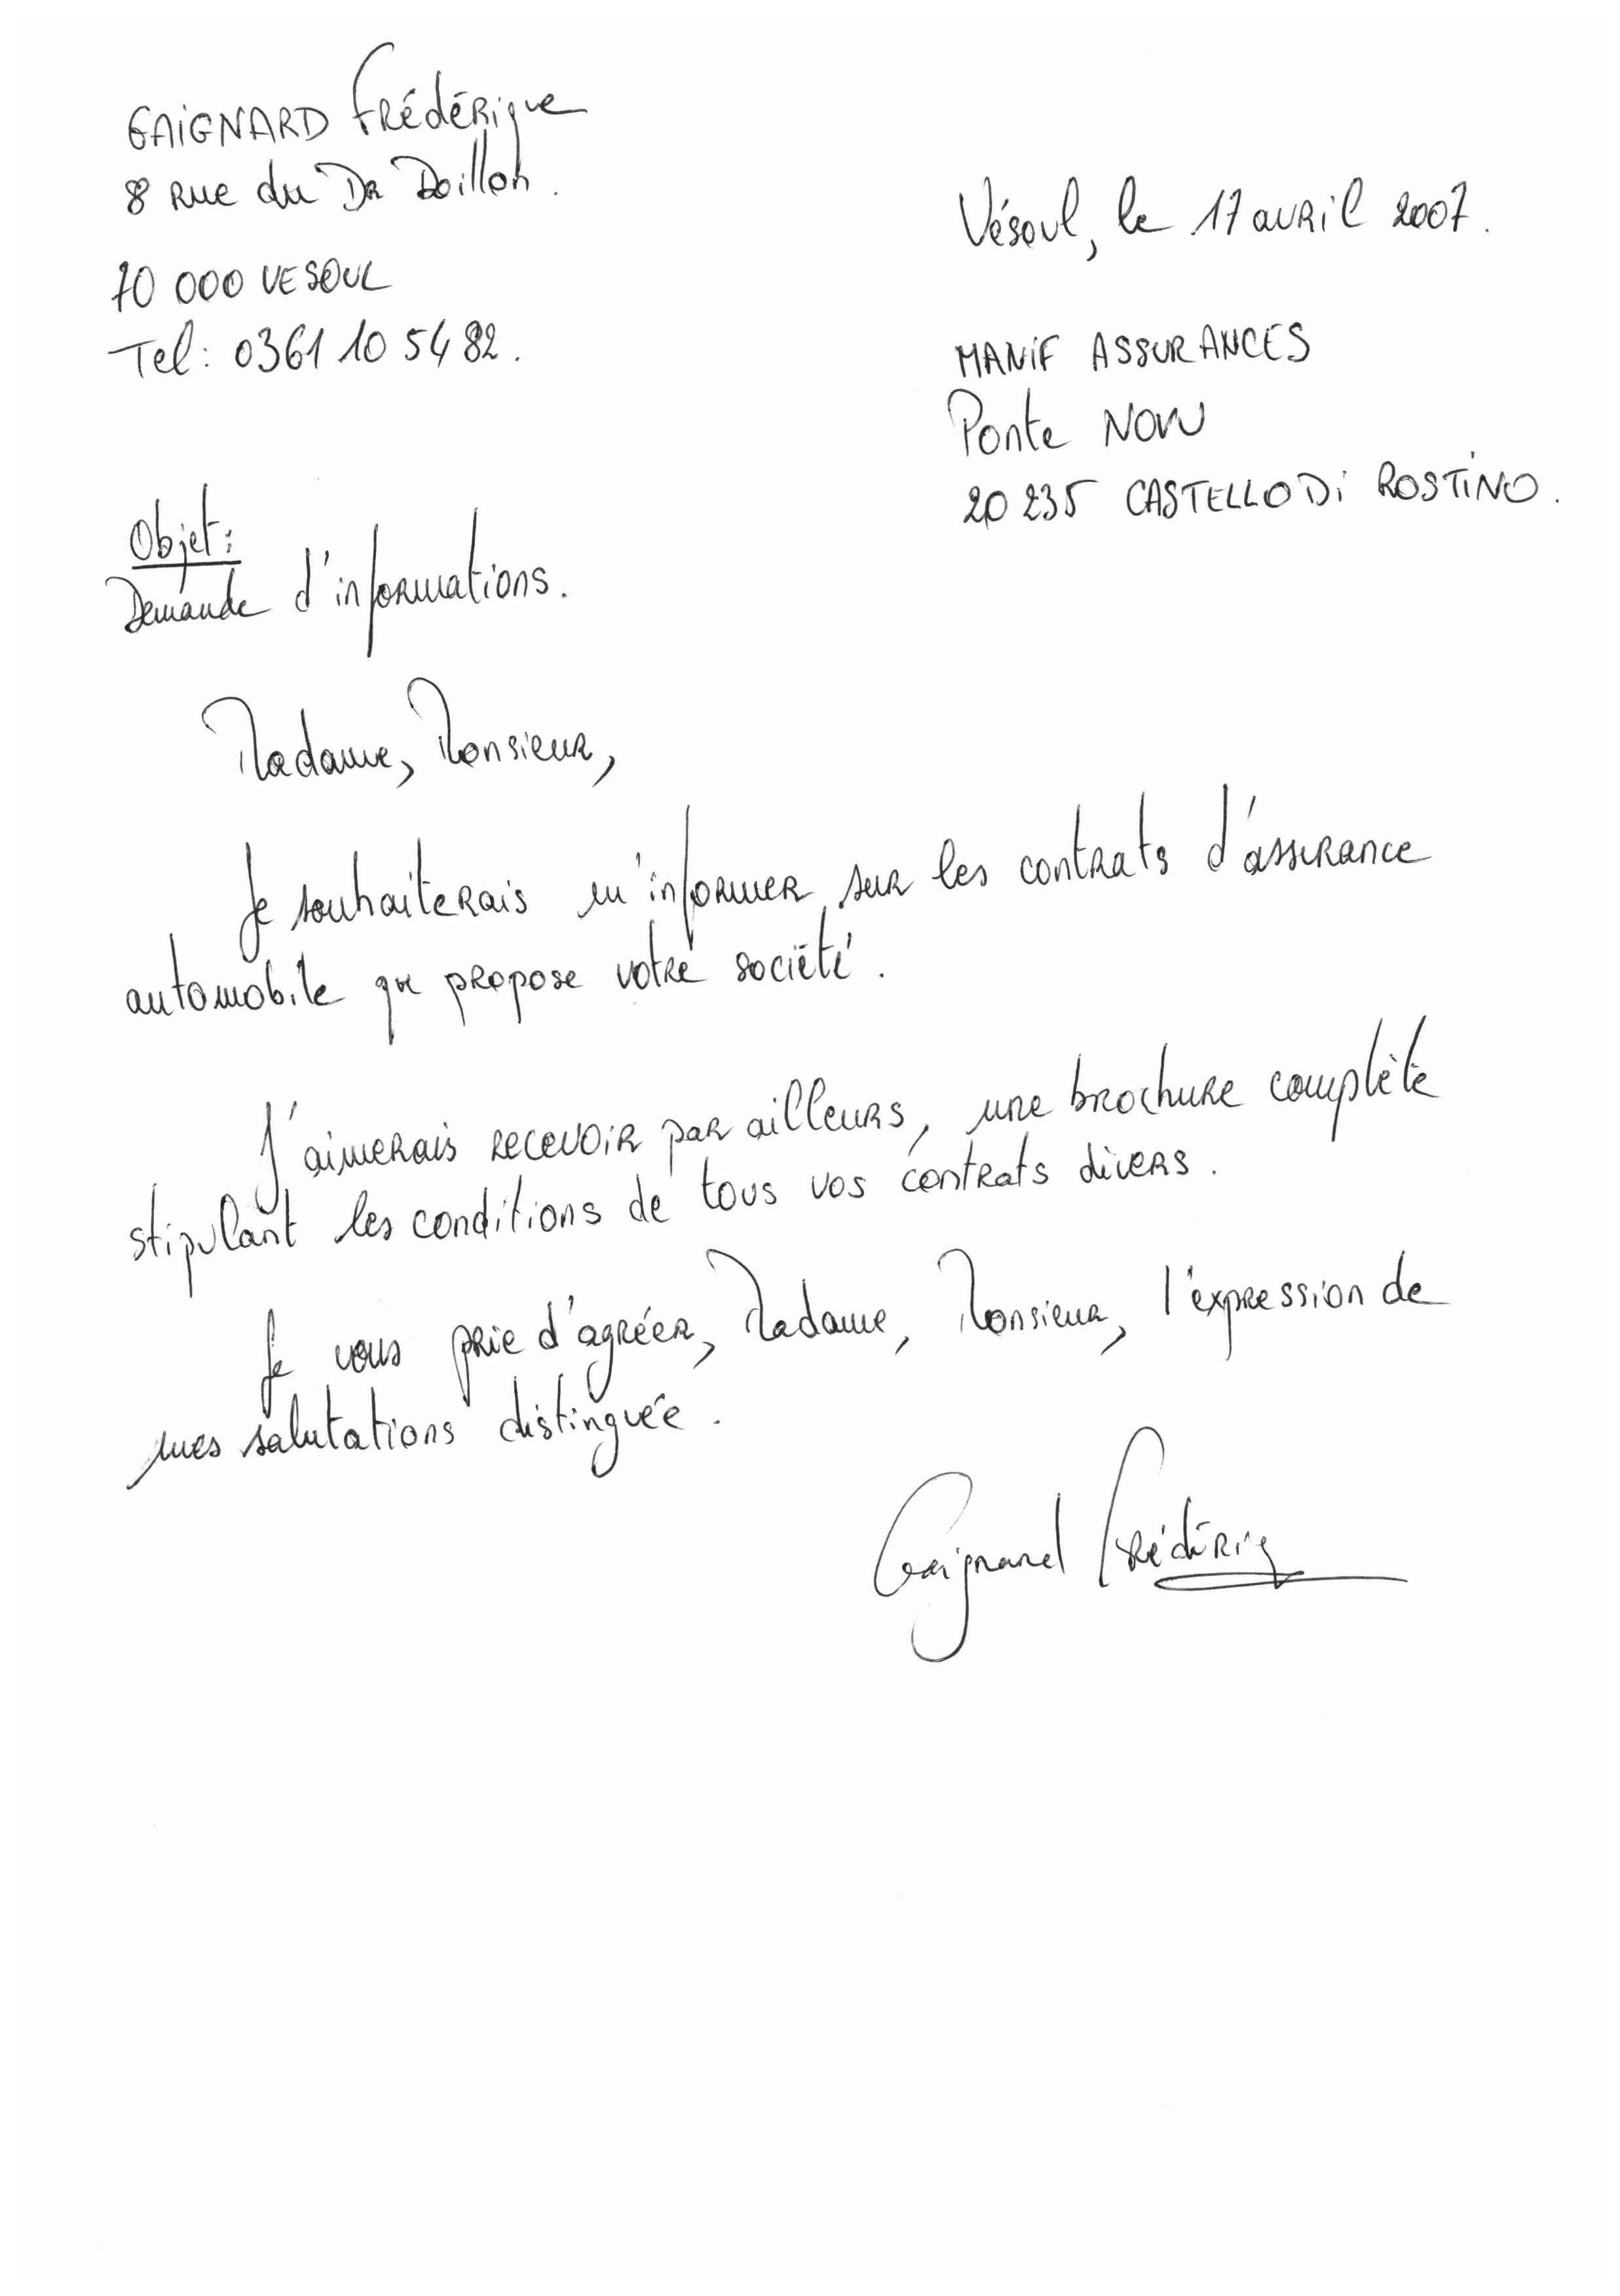 GAIGNARD Frédérique
8 Rue du Dr Doillon.
70 000 VESOUL
Tel: 0361 10 54 82.
Vésoul, le 17 avril 2007.
MANIF ASSURANCES
Ponte NOVU
20 235 CASTELLO Di ROSTINO.
Objet:
Demande d'informations.
Madame, Monsieur,
Je souhaiterais m'informer sur les contrats d'assurance
automobile que propose votre société.
J'aimerais recevoir par ailleurs, une brochure complète
stipulant les conditions de tous vos contrats divers.
Je vous prie d'agréer, Madame, Monsieur, l'expression de
mes salutations distinguée.
Gaignard